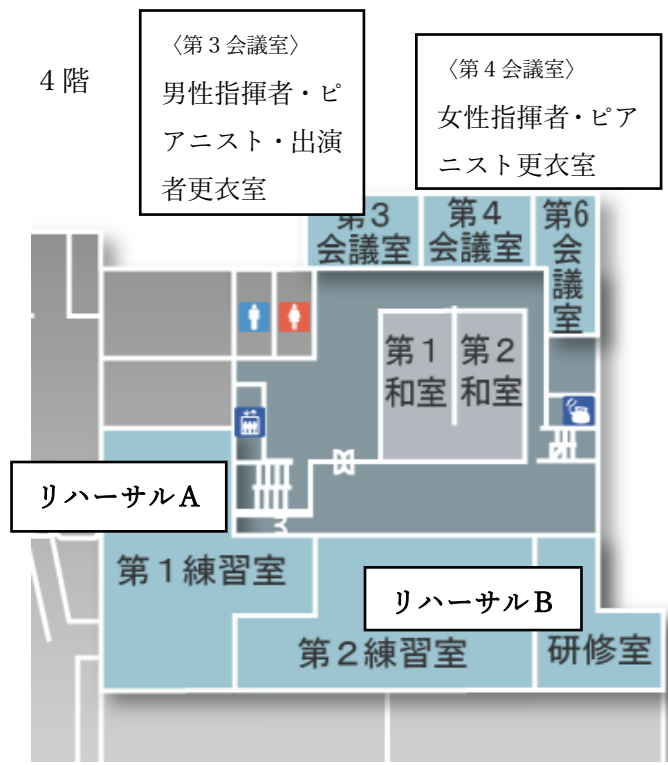 4階
〈第3会議室〉
男性指揮者・ピ
アニスト・出演
者更衣室
〈第4会議室〉
女性指揮者・ピア
ニスト更衣室
第3
会議室
第4
会議室
第6
会
議
室
第1
和室
第2
和室
リハーサルA
第1練習室
リハーサルB
第2練習室
研修室